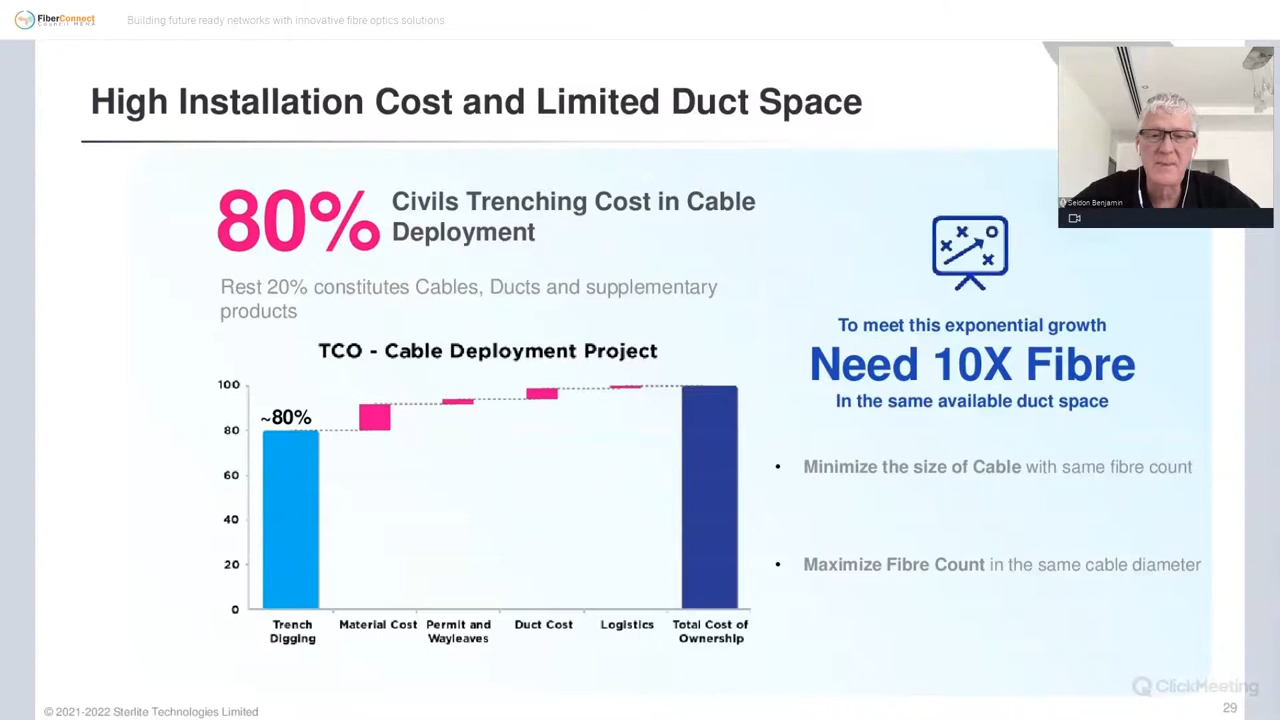 FiberConnect
Council MENA
Building future ready networks with innovative fibre optics solutions
High Installation Cost and Limited Duct Space
Seldon Benjamin
80%
Civils Trenching Cost in Cable
Deployment
Rest 20% constitutes Cables, Ducts and supplementary
products
TCO - Cable Deployment Project
100
80
60
40
20
0
~80%
Trench
Digging
Material Cost
Permit and
Wayleaves
Duct Cost
Logistics
Total Cost of
Ownership
To meet this exponential growth
Need 10X Fibre
In the same available duct space
• Minimize the size of Cable with same fibre count
• Maximize Fibre Count in the same cable diameter
ClickMeeting
© 2021-2022 Sterlite Technologies Limited
29